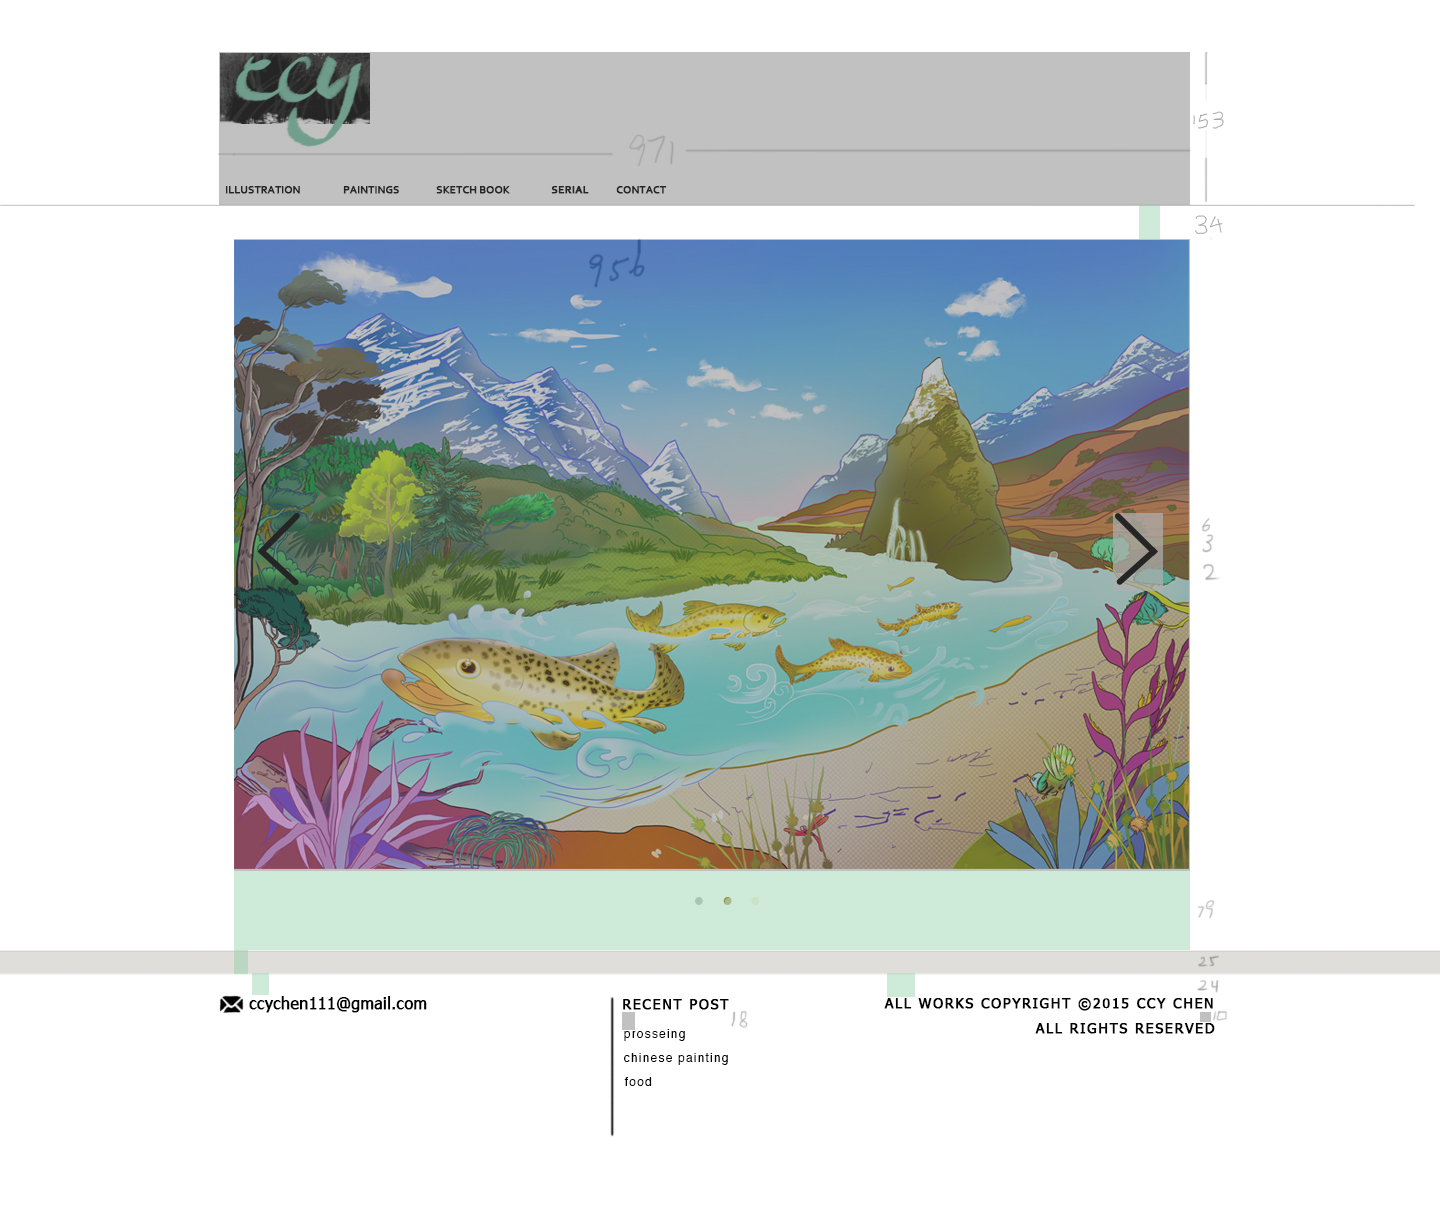 ccy
153
971
ILLUSTRATION PAINTINGS SKETCH BOOK SERIAL CONTACT
34
956
6
3
2
79
25
24
ccychen111@gmail.com
RECENT POST
18
prosseing
chinese painting
food
ALL WORKS COPYRIGHT ©2015 CCY CHEN
10
ALL RIGHTS RESERVED